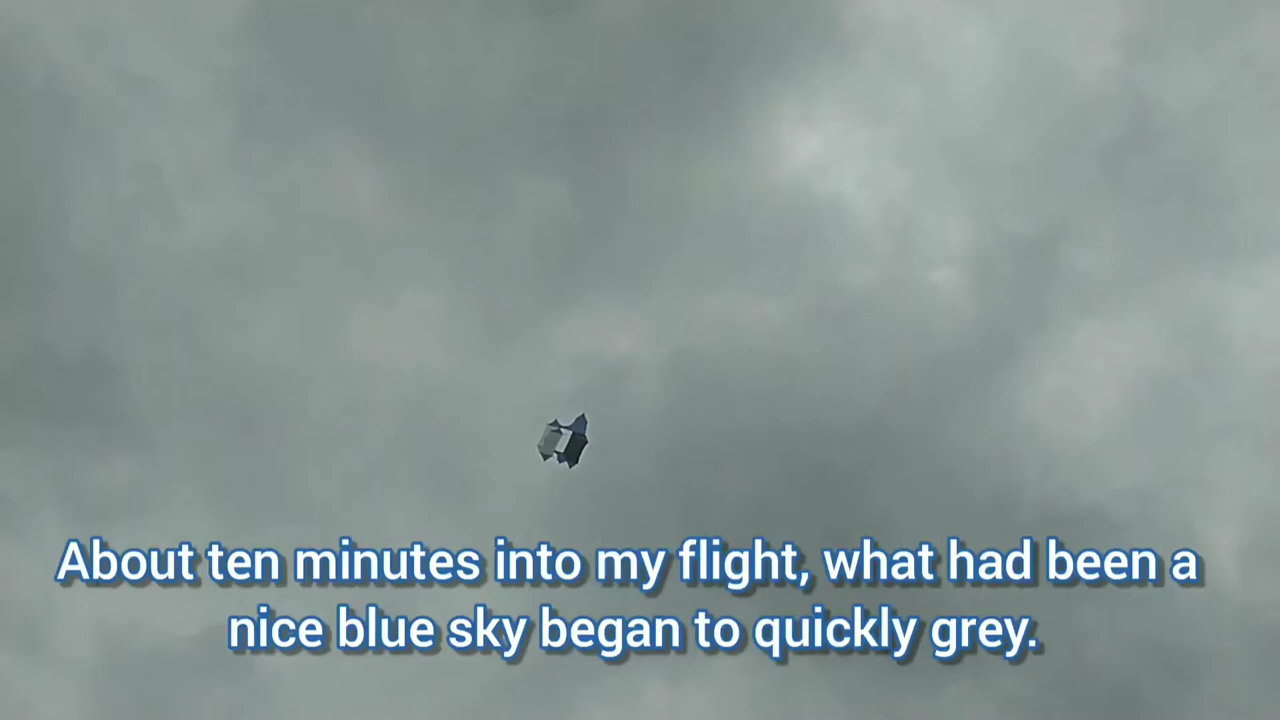 About ten minutes into my flight, what had been a
nice blue sky began to quickly grey.